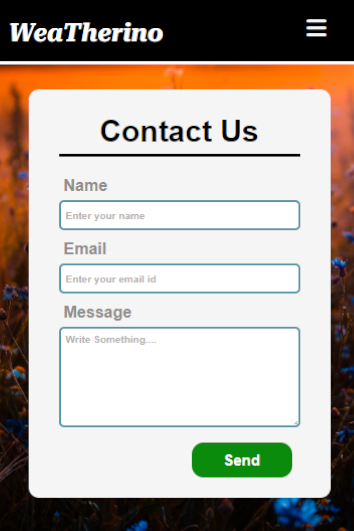 WeaTherino
Contact Us
Name
Enter your name
Email
Enter your email id
Message
Write Something....
Send